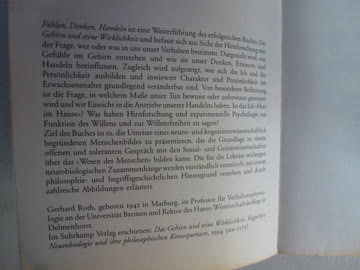 Fühlen, Denken, Handeln ist eine Weiterführung des erfolgreichen Buches Das
Gehirn und seine Wirklichkeit und befasst sich aus Sicht der Hirnforschung mit
der Frage, wer oder was in uns unser Verhalten bestimmt. Dargestellt wird, wie
Gefühle im Gehirn entstehen und wie sie unser Denken, Erinnern und
Handeln beeinflussen. Zugleich wird aufgezeigt, wie sich das Ich und die
Persönlichkeit ausbilden und inwieweit Charakter und Persönlichkeit im
Erwachsenenalter grundlegend veränderbar sind. Von besonderer Bedeutung
ist die Frage, in welchem Maße unser Tun bewusst oder unbewusst gesteuert
wird und wir Einsicht in die Antriebe unseres Handelns haben. Ist das Ich »Herr
im Hause«? Was haben Hirnforschung und experimentelle Psychologie zur
Funktion des Willens und zur Willensfreiheit zu sagen?
Ziel des Buches ist es, die Umrisse eines neuro- und kognitionswissenschaftlich
begründeten Menschenbildes zu präsentieren, das die Grundlage zu einem
offenen und toleranten Gespräch mit den Sozial- und Geisteswissenschaften
über das »Wesen des Menschen« bilden kann. Die für die Lektüre wichtigen
neurobiologischen Zusammenhänge werden verständlich vermittelt, mit einem
philosophie- und begriffsgeschichtlichen Hintergrund versehen und durch
zahlreiche Abbildungen erläutert.
Gerhard Roth, geboren 1942 in Marburg, ist Professor für Verhaltensphysio-
logie an der Universität Bremen und Rektor des Hanse-Wissenschaftskollegs in
Delmenhorst.
Im Suhrkamp Verlag erschienen: Das Gehirn und seine Wirklichkeit. Kognitive
Neurobiologie und ihre philosophischen Konsequenzen. 1994 (stw 1275)